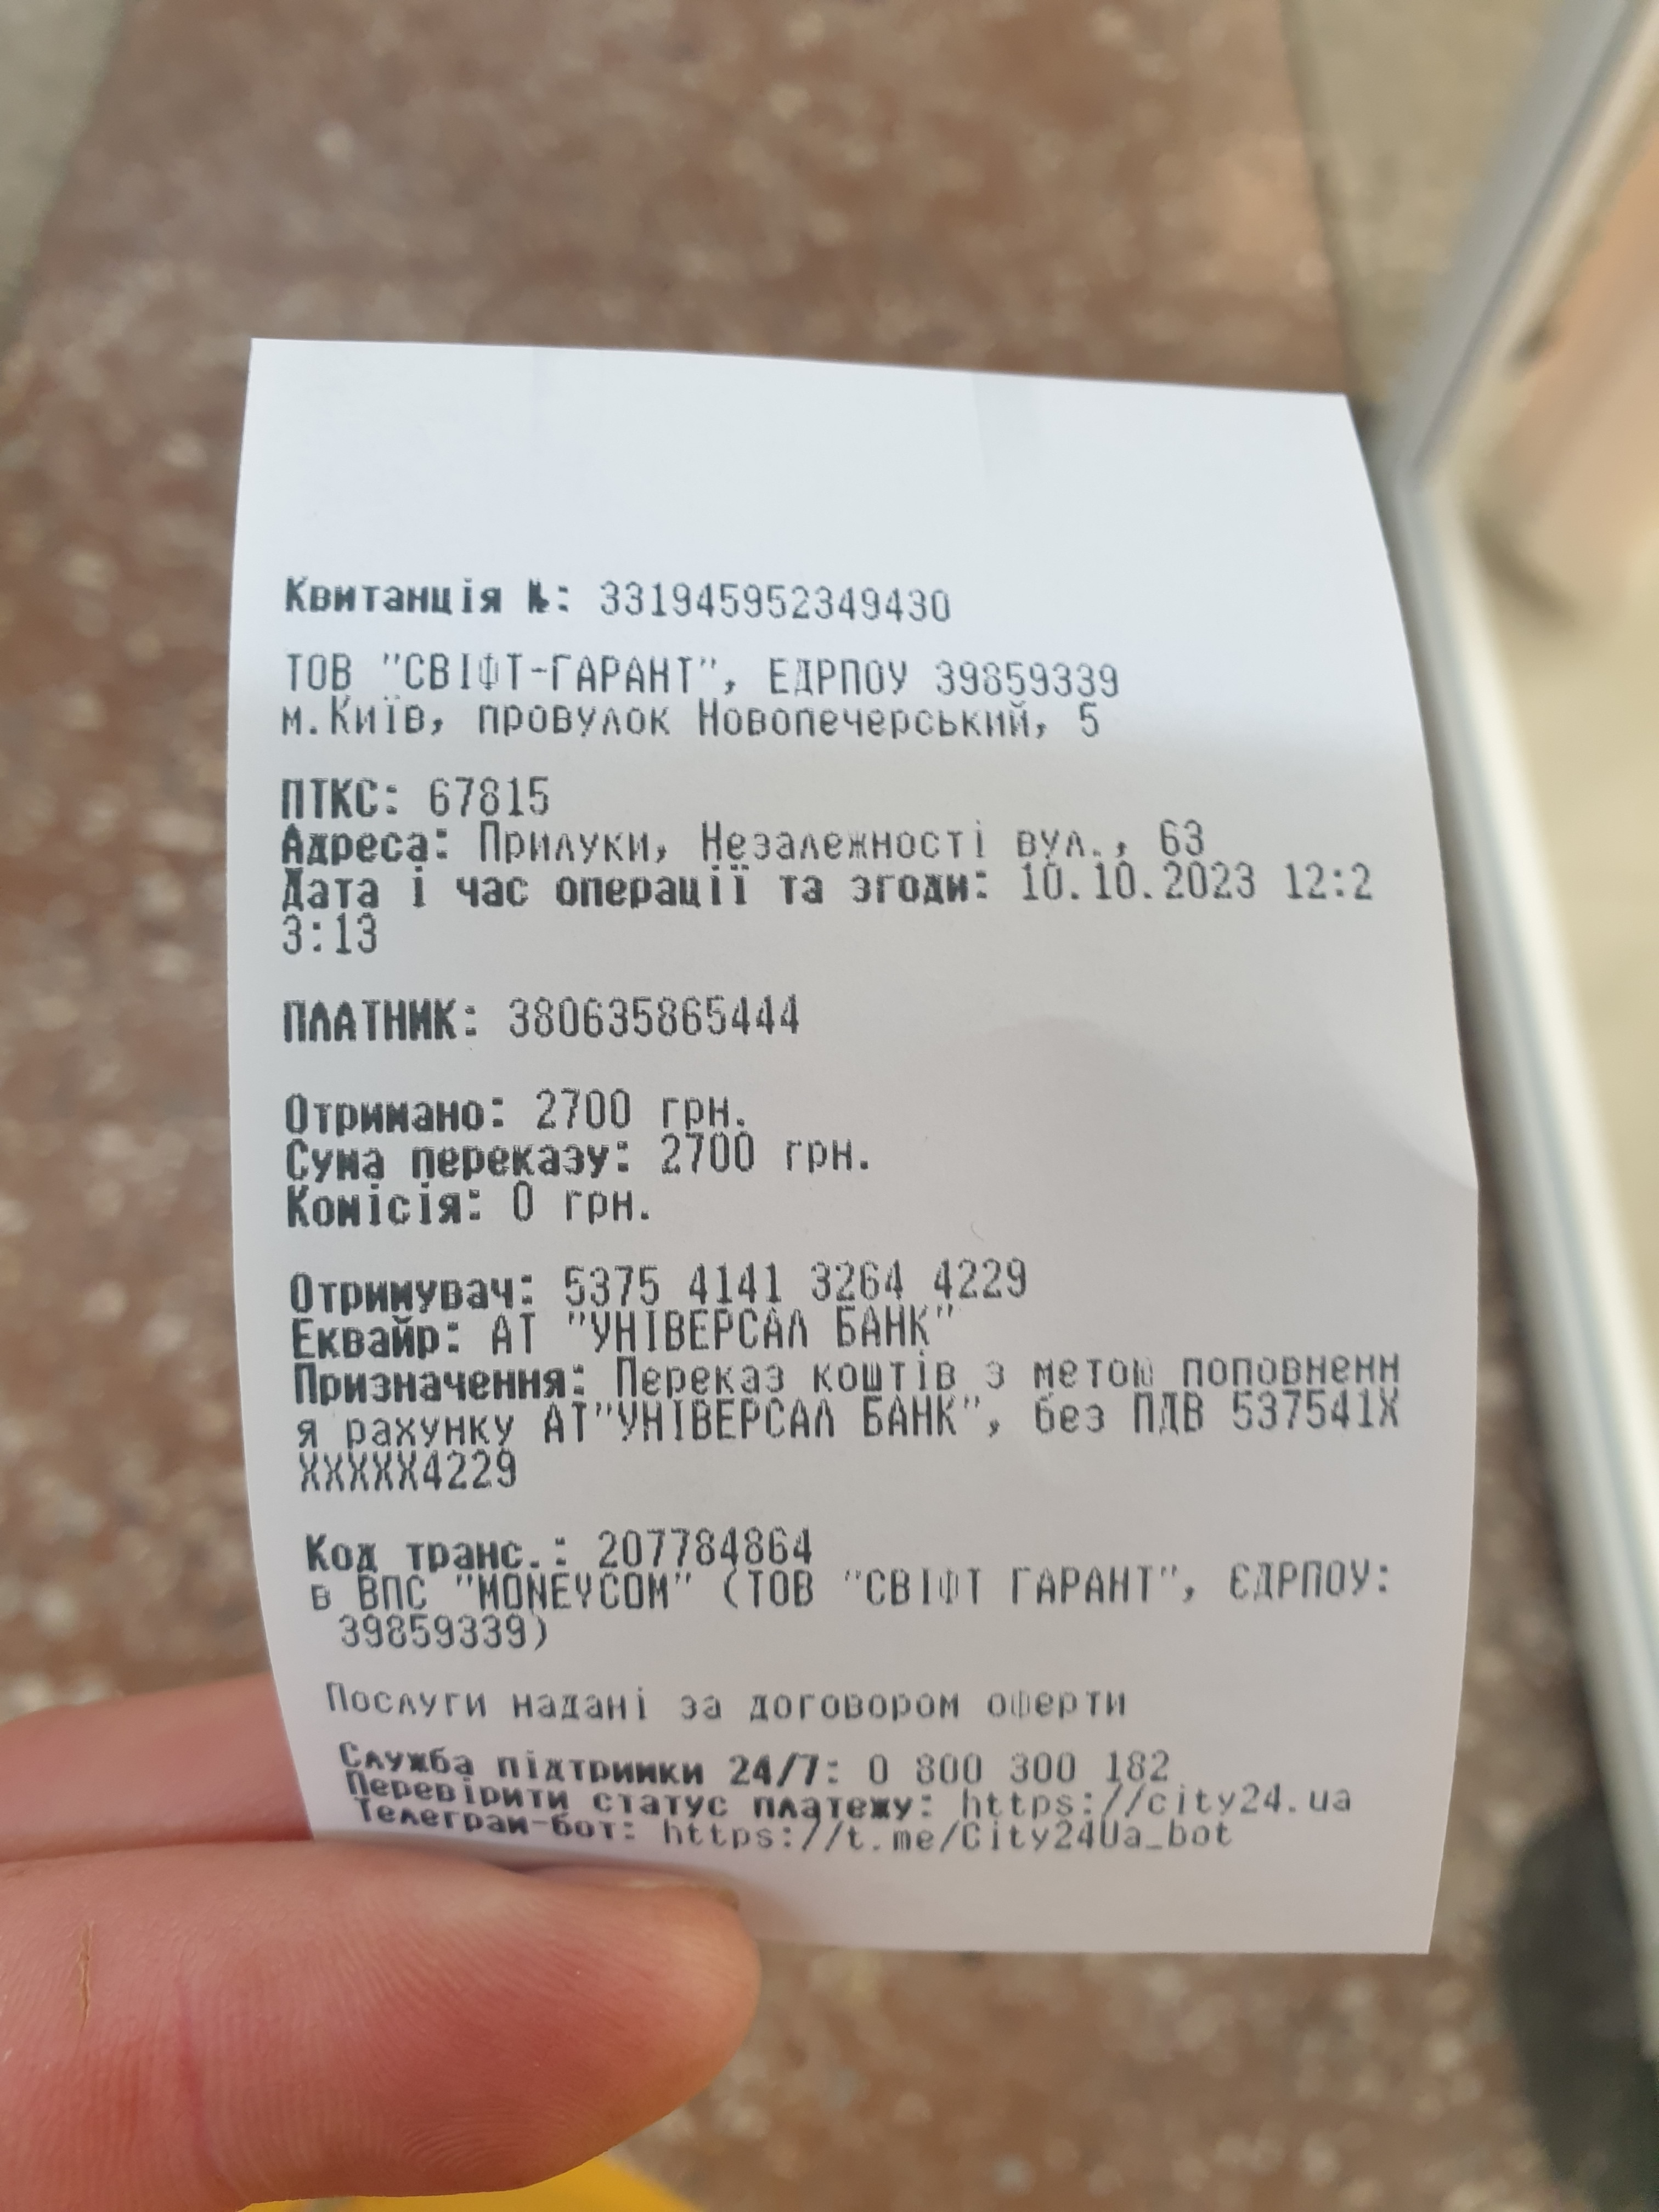 Квитанція №: 331945952349430
ТОВ "СВІФТ-ГАРАНТ", ЕДРПОУ 39859339
м.Київ, провулок Новопечерський, 5
ПТКС: 67815
Адреса: Прилуки, Незалежності вул., 63
Дата і час операції та згоди: 10.10.2023 12:2
3:13
ПЛАТНИК: 380635865444
Отримано: 2700 грн.
Сума переказу: 2700 грн.
Комісія: 0 грн.
Отримувач: 5375 4141 3264 4229
Еквайр: АТ "УНІВЕРСАЛ БАНК"
Призначення: Переказ коштів з метою поповненн
я рахунку АТ"УНІВЕРСАЛ БАНК", без ПДВ 537541X
XXXXX4229
Код транс.: 207784864
в ВПС "MONEYCOM" (ТОВ "СВІФТ ГАРАНТ", ЄДРПОУ:
39859339)
Послуги надані за договором оферти
Служба підтримки 24/7: 0 800 300 182
Перевірити статус платежу: https://city24.ua
Телеграм-бот: https://t.me/City24Ua_bot